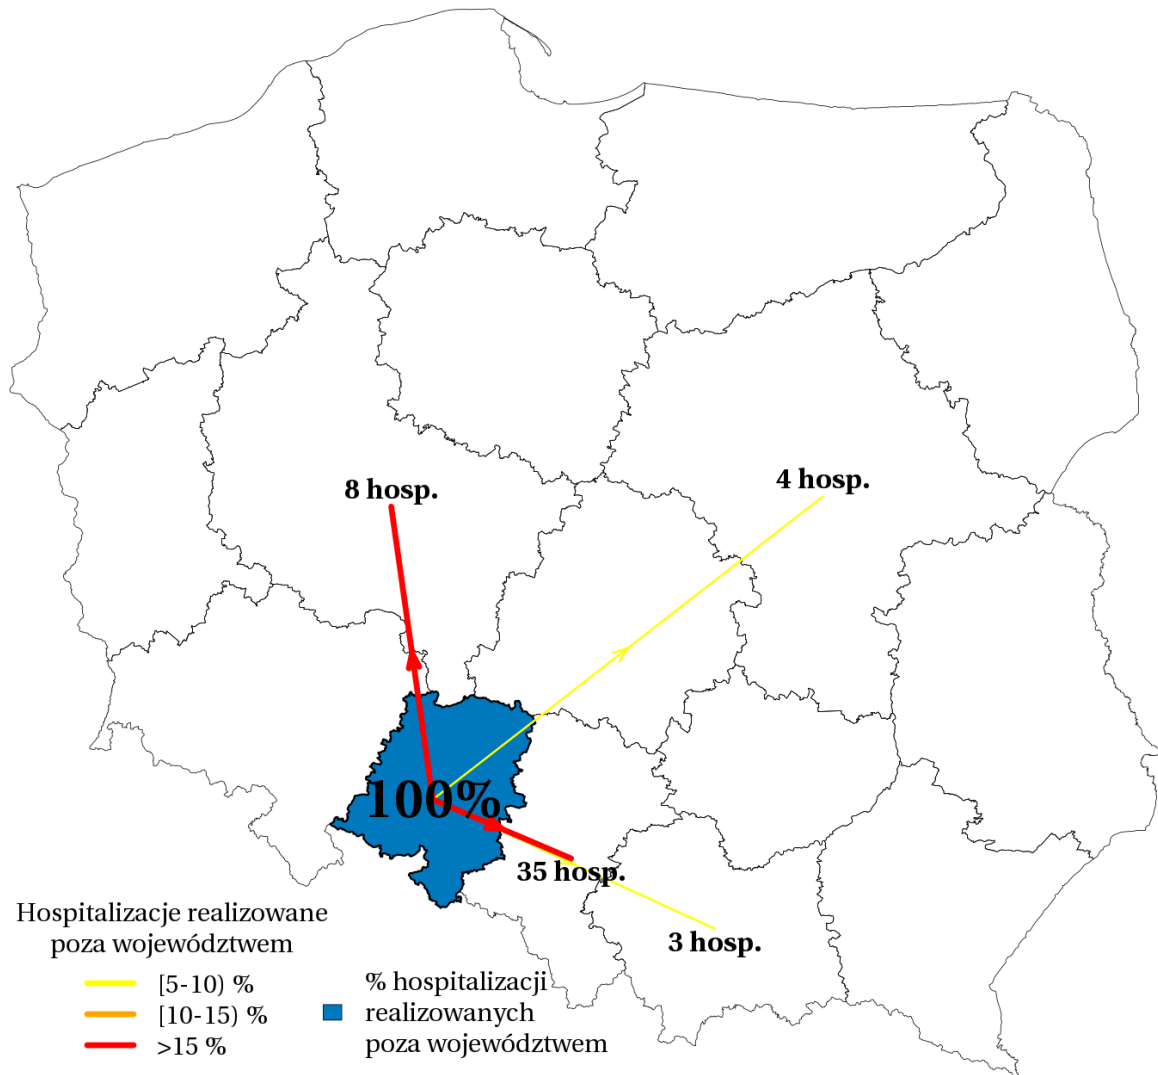 8 hosp.
4 hosp.
100%
35 hosp.
3 hosp.
Hospitalizacje realizowane
poza województwem
[5-10) %
[10-15) %
>15 %
% hospitalizacji
realizowanych
poza województwem